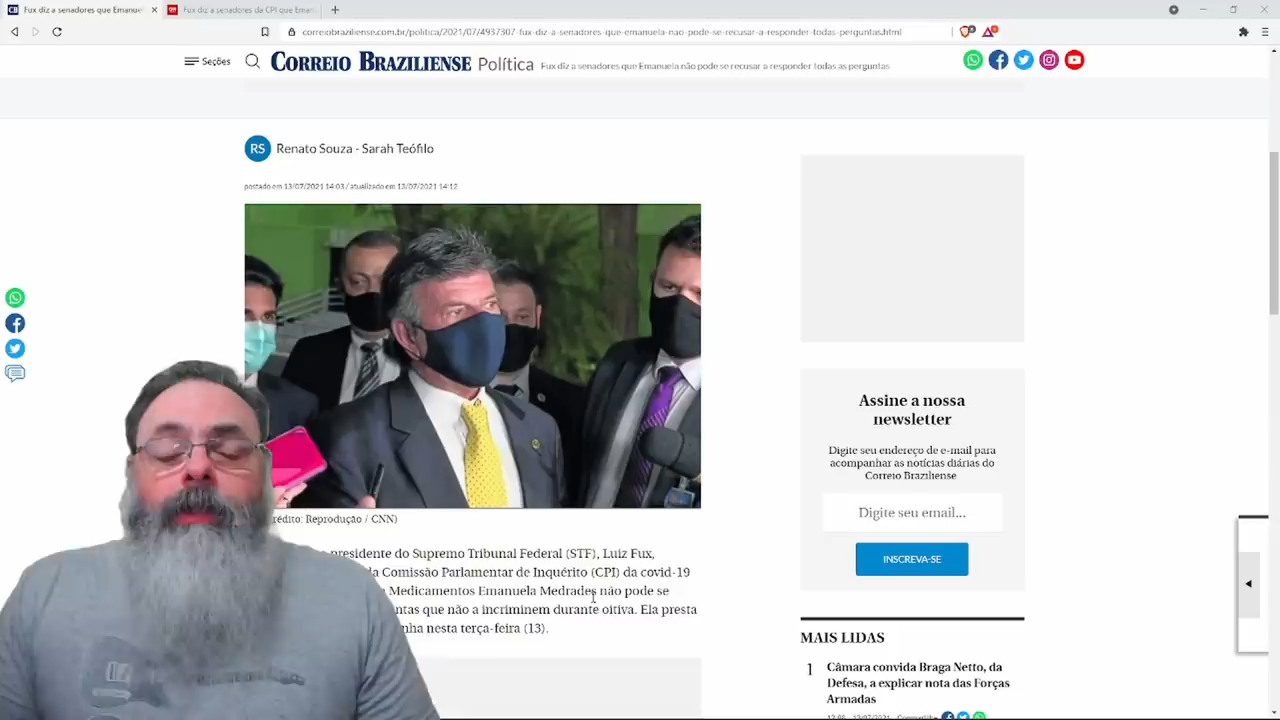 Fux diz a senadores que Emanuel
Fux diz a senadores da CPI que Eman
correiobraziliense.com.br/politica/2021/07/4937307-fux-diz-a-senadores-que-emanuela-nao-pode-se-recusar-a-responder-todas-perguntas.html
Seções
CORREIO BRAZILIENSE
Política
Fux diz a senadores que Emanuela não pode se recusar a responder todas as perguntas
RS
Renato Souza - Sarah Teófilo
postado em 13/07/2021 14:03 / atualizado em 13/07/2021 14:12
rédito: Reprodução / CNN)
presidente do Supremo Tribunal Federal (STF), Luiz Fux,
da Comissão Parlamentar de Inquérito (CPI) da covid-19
Medicamentos Emanuela Medrades não pode se
ntas que não a incriminem durante oitiva. Ela presta
nha nesta terça-feira (13).
Assine a nossa
newsletter
Digite seu endereço de e-mail para
acompanhar as notícias diárias do
Correo Braziliense
Digite seu email...
INSCREVA-SE
MAIS LIDAS
1
Câmara convida Braga Netto, da
Defesa, a explicar nota das Forças
Armadas